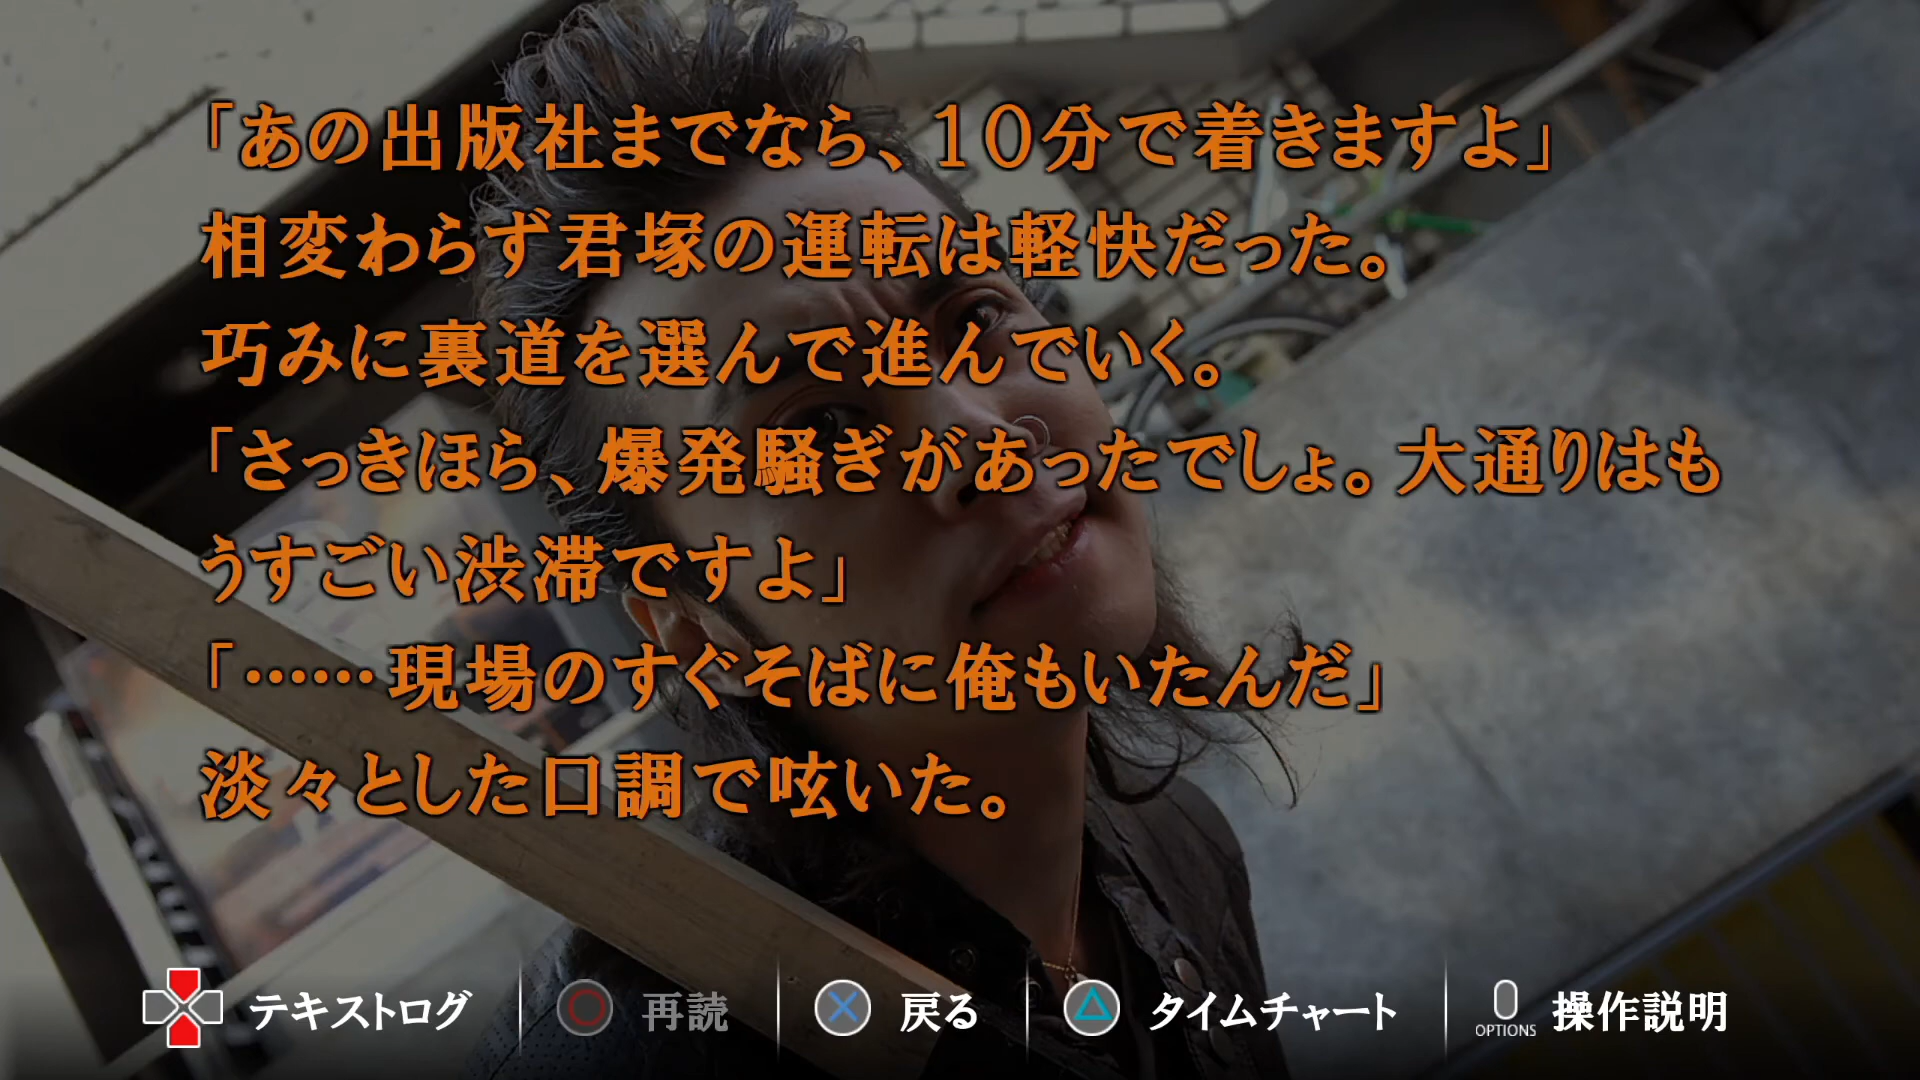 「あの出版社までなら、１０分で着きますよ」
相変わらず君塚の運転は軽快だった。
巧みに裏道を選んで進んでいく。
「さっきほら、爆発騒ぎがあったでしょ。大通りはも
うすごい渋滞ですよ」
「……現場のすぐそばに俺もいたんだ」
淡々とした口調で呟いた。
テキストログ 再読 戻る タイムチャート OPTIONS 操作説明